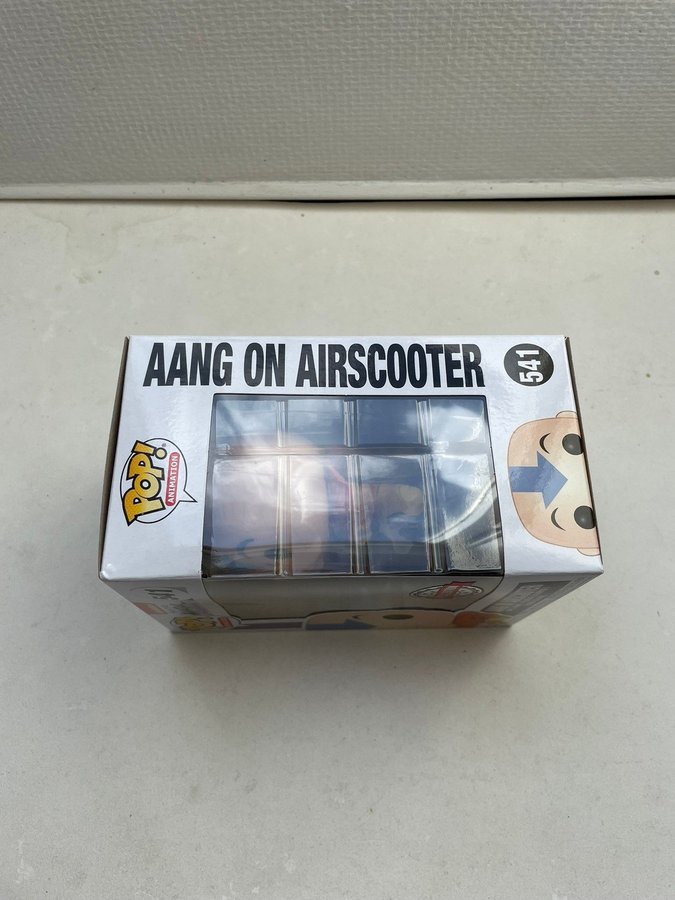 AANG ON AIRSCOOTER
541
POP!
ANIMATION